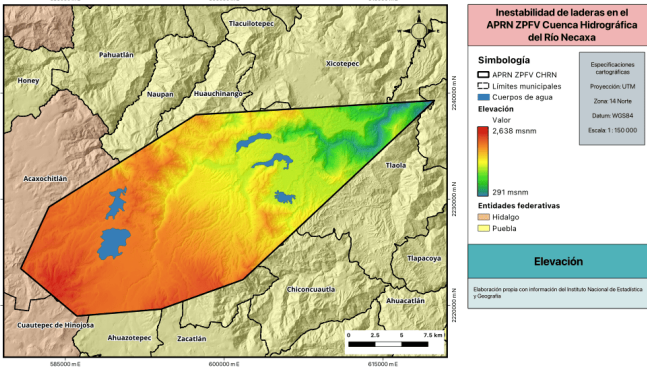 Tlacuilotepec
Pahuatlán
Xicotepec
Honey
Naupan
Huauchinango
Acaxochitlán
Tlaola
Tlapacoya
Chiconcuautla
Ahuacatlán
Cuautepec de Hinojosa
Ahuazotepec
Zacatlán
N
E
0 2.5 5 7.5 km
2240000 m N
2230000 m N
2220000 m N
585000 m E
600000 m E
615000 m E
Inestabilidad de laderas en el
APRN ZPFV Cuenca Hidrográfica
del Río Necaxa
Simbología
APRN ZPFV CHRN
Límites municipales
Cuerpos de agua
Elevación
Valor
2,638 msnm
291 msnm
Entidades federativas
Hidalgo
Puebla
Especificaciones
cartográficas
Proyección: UTM
Zona: 14 Norte
Datum: WGS84
Escala: 1 : 150 000
Elevación
Elaboración propia con información del Instituto Nacional de Estadística
y Geografía